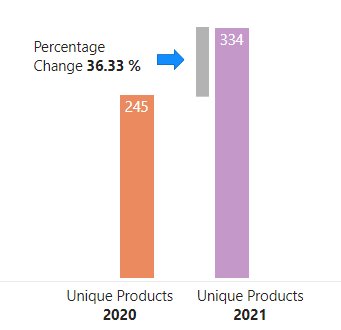 Percentage
Change 36.33 %
334
245
Unique Products
2020
Unique Products
2021